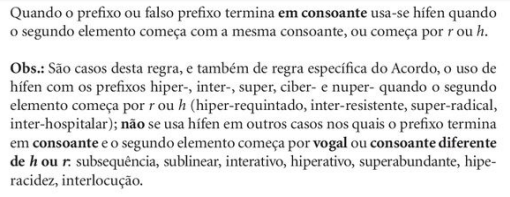 Quando o prefixo ou falso prefixo termina em consoante usa-se hífen quando
o segundo elemento começa com a mesma consoante, ou começa por r ou h.
Obs.: São casos desta regra, e também de regra específica do Acordo, o uso de
hífen com os prefixos hiper-, inter-, super, ciber- e nuper- quando o segundo
elemento começa por r ou h (hiper-requintado, inter-resistente, super-radical,
inter-hospitalar); não se usa hífen em outros casos nos quais o prefixo termina
em consoante e o segundo elemento começa por vogal ou consoante diferente
de h ou r: subsequência, sublinear, interativo, hiperativo, superabundante, hipe-
racidez, interlocução.